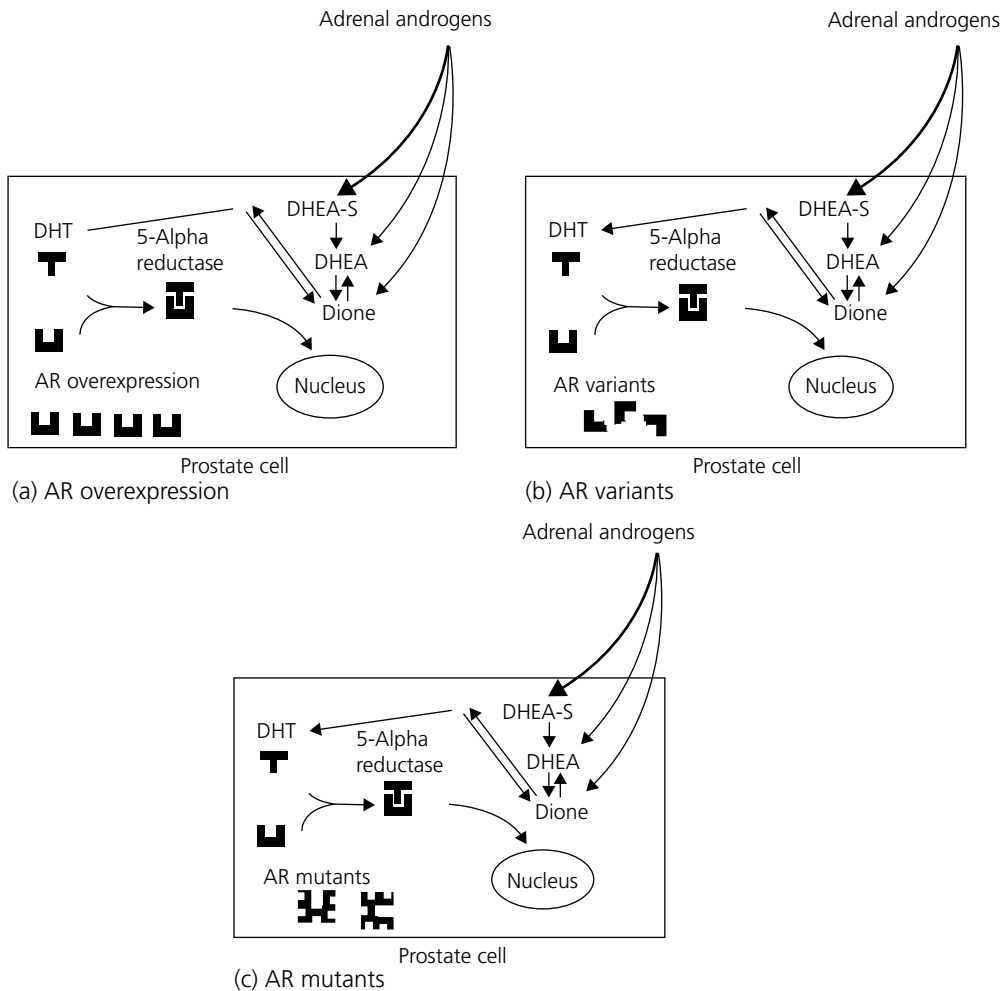 Adrenal androgens
DHEA-S
DHT
5-Alpha
reductase
DHEA
Dione
AR overexpression
Nucleus
Prostate cell
(a) AR overexpression
Adrenal androgens
DHEA-S
DHT
5-Alpha
reductase
DHEA
Dione
AR variants
Nucleus
Prostate cell
(b) AR variants
Adrenal androgens
DHEA-S
DHT
5-Alpha
reductase
DHEA
Dione
AR mutants
Nucleus
Prostate cell
(c) AR mutants